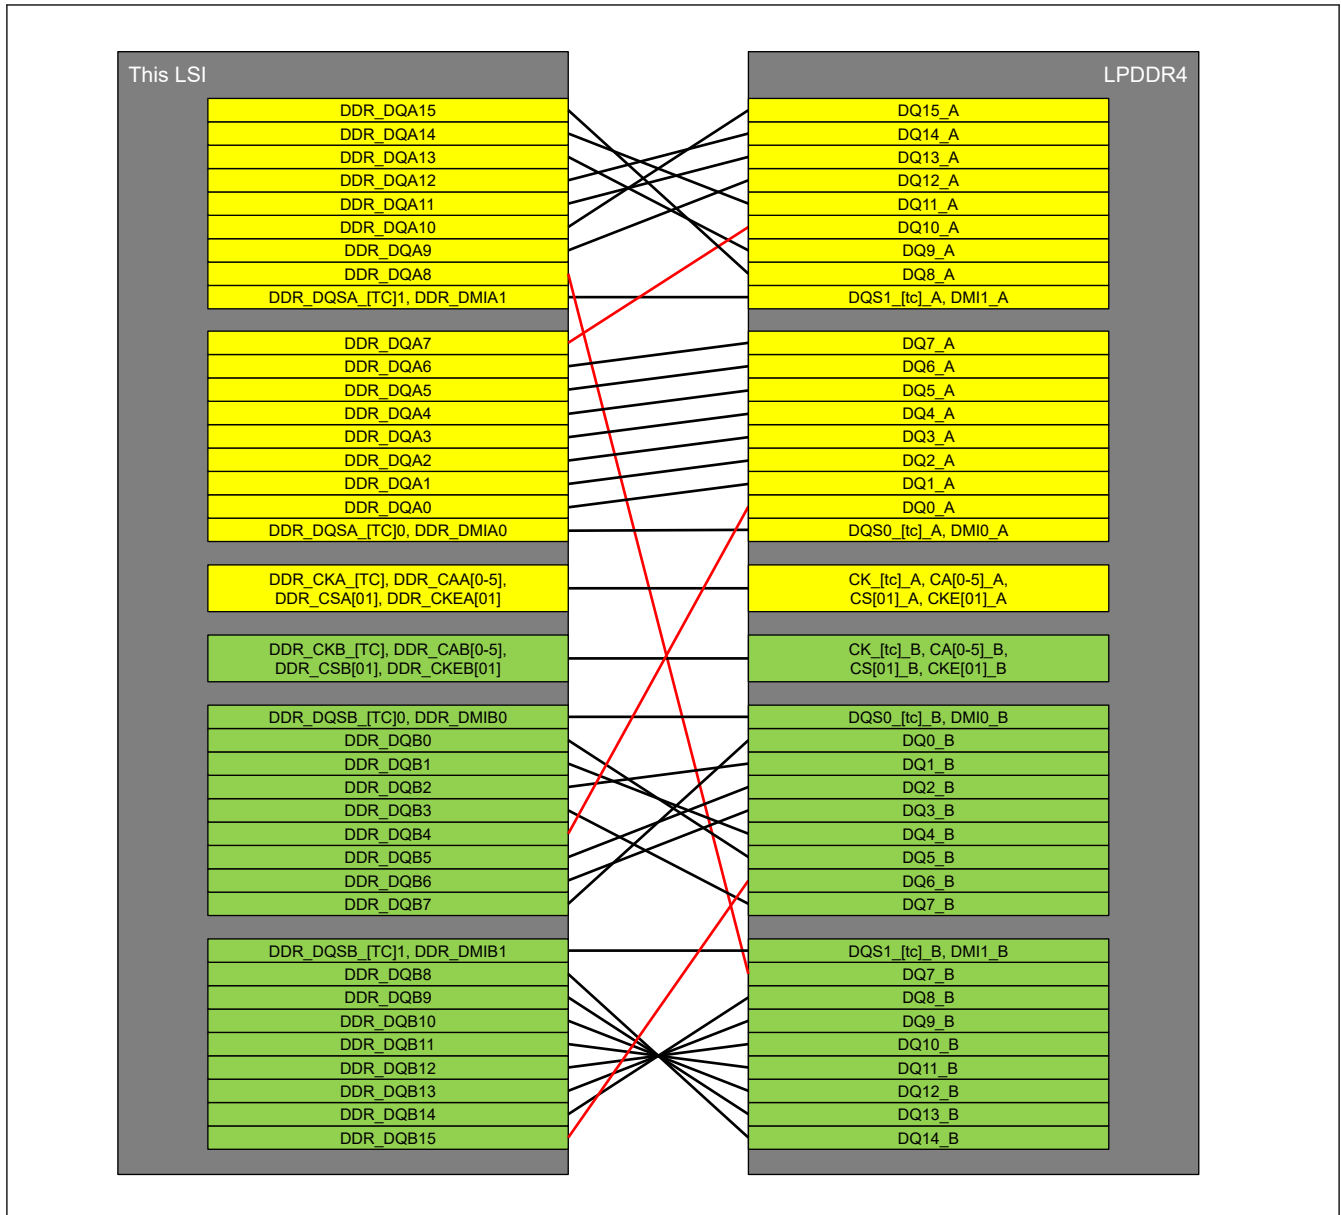 This LSI
DDR_DQA15
DDR_DQA14
DDR_DQA13
DDR_DQA12
DDR_DQA11
DDR_DQA10
DDR_DQA9
DDR_DQA8
DDR_DQSA_[TC]1, DDR_DMIA1
DDR_DQA7
DDR_DQA6
DDR_DQA5
DDR_DQA4
DDR_DQA3
DDR_DQA2
DDR_DQA1
DDR_DQA0
DDR_DQSA_[TC]0, DDR_DMIA0
DDR_CKA_[TC], DDR_CAA[0-5],
DDR_CSA[01], DDR_CKEA[01]
DDR_CKB_[TC], DDR_CAB[0-5],
DDR_CSB[01], DDR_CKEB[01]
DDR_DQSB_[TC]0, DDR_DMIB0
DDR_DQB0
DDR_DQB1
DDR_DQB2
DDR_DQB3
DDR_DQB4
DDR_DQB5
DDR_DQB6
DDR_DQB7
DDR_DQSB_[TC]1, DDR_DMIB1
DDR_DQB8
DDR_DQB9
DDR_DQB10
DDR_DQB11
DDR_DQB12
DDR_DQB13
DDR_DQB14
DDR_DQB15
LPDDR4
DQ15_A
DQ14_A
DQ13_A
DQ12_A
DQ11_A
DQ10_A
DQ9_A
DQ8_A
DQS1_[tc]_A, DMI1_A
DQ7_A
DQ6_A
DQ5_A
DQ4_A
DQ3_A
DQ2_A
DQ1_A
DQ0_A
DQS0_[tc]_A, DMI0_A
CK_[tc]_A, CA[0-5]_A,
CS[01]_A, CKE[01]_A
CK_[tc]_B, CA[0-5]_B,
CS[01]_B, CKE[01]_B
DQS0_[tc]_B, DMI0_B
DQ0_B
DQ1_B
DQ2_B
DQ3_B
DQ4_B
DQ5_B
DQ6_B
DQ7_B
DQS1_[tc]_B, DMI1_B
DQ7_B
DQ8_B
DQ9_B
DQ10_B
DQ11_B
DQ12_B
DQ13_B
DQ14_B